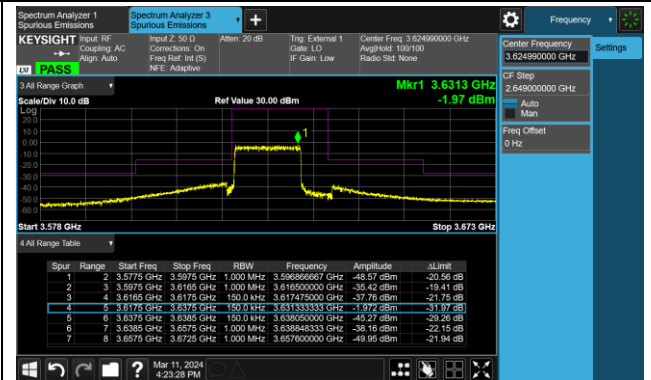 Spectrum Analyzer 1
Spurious Emissions
Spectrum Analyzer 3
Spurious Emissions
Frequency
KEYSIGHT
Input: RF
Coupling: AC
Align: Auto
Input Z: 50 Ω
Corrections: On
Freq Ref: Int (S)
NFE: Adaptive
Atten: 20 dB
Trig: External 1
Gate: LO
IF Gain: Low
Center Freq: 3.624990000 GHz
Avg|Hold: 100/100
Radio Std: None
PASS
Center Frequency
3.624990000 GHz
Settings
CF Step
2.649000000 GHz
Auto
Man
Freq Offset
0 Hz
3 All Range Graph
Mkr1 3.6313 GHz
Scale/Div 10.0 dB
Ref Value 30.00 dBm
-1.97 dBm
Log
20.0
10.0
0.00
-10.0
-20.0
-30.0
-40.0
-50.0
-60.0
1
Start 3.578 GHz
Stop 3.673 GHz
4 All Range Table
Spur Range Start Freq Stop Freq RBW Frequency Amplitude ΔLimit
1 2 3.5775 GHz 3.5975 GHz 1.000 MHz 3.596866667 GHz -48.57 dBm -20.56 dB
2 3 3.5975 GHz 3.6165 GHz 1.000 MHz 3.616500000 GHz -35.42 dBm -19.41 dB
3 4 3.6165 GHz 3.6175 GHz 150.0 kHz 3.617475000 GHz -37.76 dBm -21.75 dB
4 5 3.6175 GHz 3.6375 GHz 150.0 kHz 3.631333333 GHz -1.972 dBm -31.97 dB
5 6 3.6375 GHz 3.6385 GHz 150.0 kHz 3.638050000 GHz -45.27 dBm -29.26 dB
6 7 3.6385 GHz 3.6575 GHz 1.000 MHz 3.638848333 GHz -38.16 dBm -22.15 dB
7 8 3.6575 GHz 3.6725 GHz 1.000 MHz 3.657600000 GHz -49.95 dBm -21.94 dB
Mar 11, 2024
4:23:28 PM